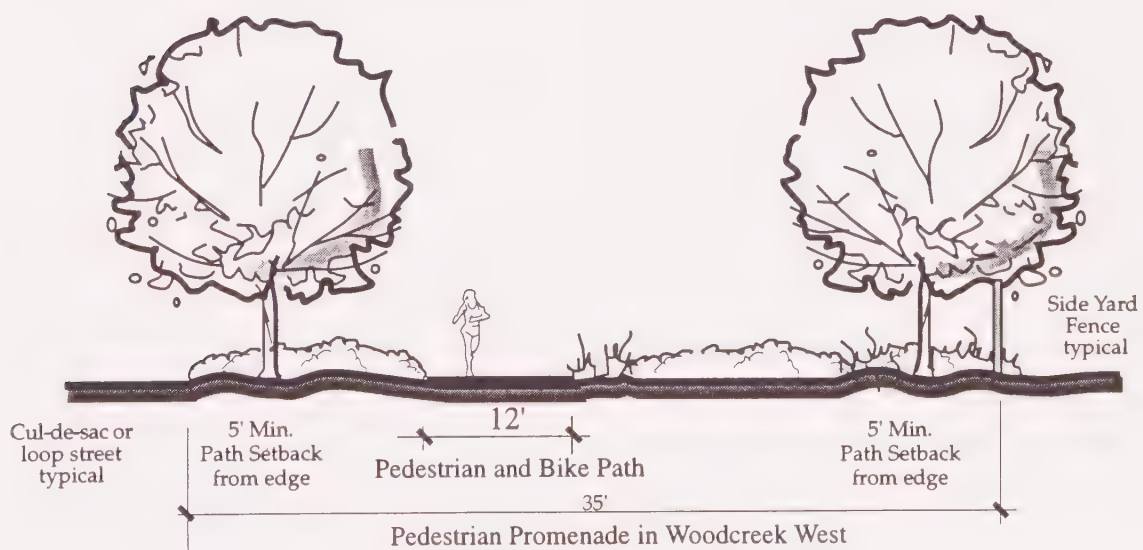 Side Yard
Fence
typical
Cul-de-sac or
loop street
typical
5' Min.
Path Setback
from edge
12'
Pedestrian and Bike Path
5' Min.
Path Setback
from edge
35'
Pedestrian Promenade in Woodcreek West